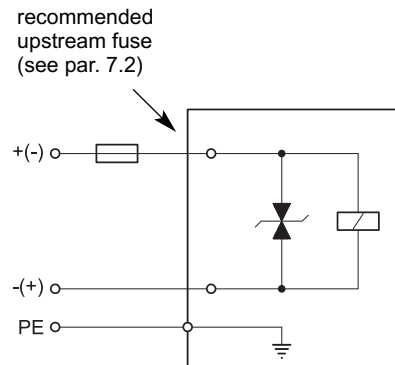 recommended
upstream fuse
(see par. 7.2)
+(-)
-(+)
PE